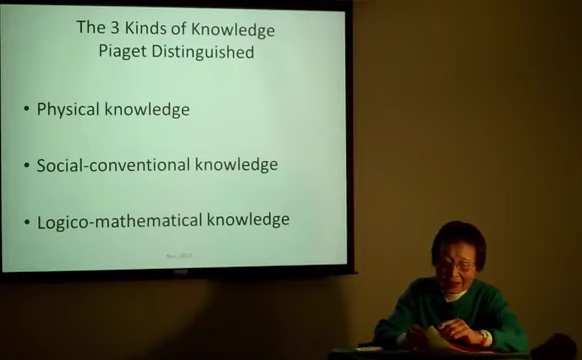 The 3 Kinds of Knowledge
Piaget Distinguished
• Physical knowledge
• Social-conventional knowledge
• Logico-mathematical knowledge